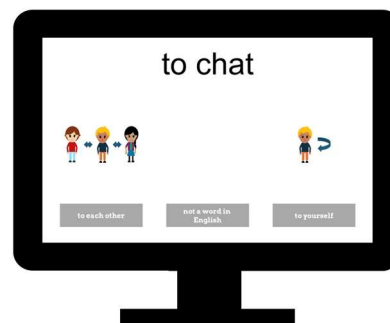 to chat
to each other
not a word in
English
to yourself